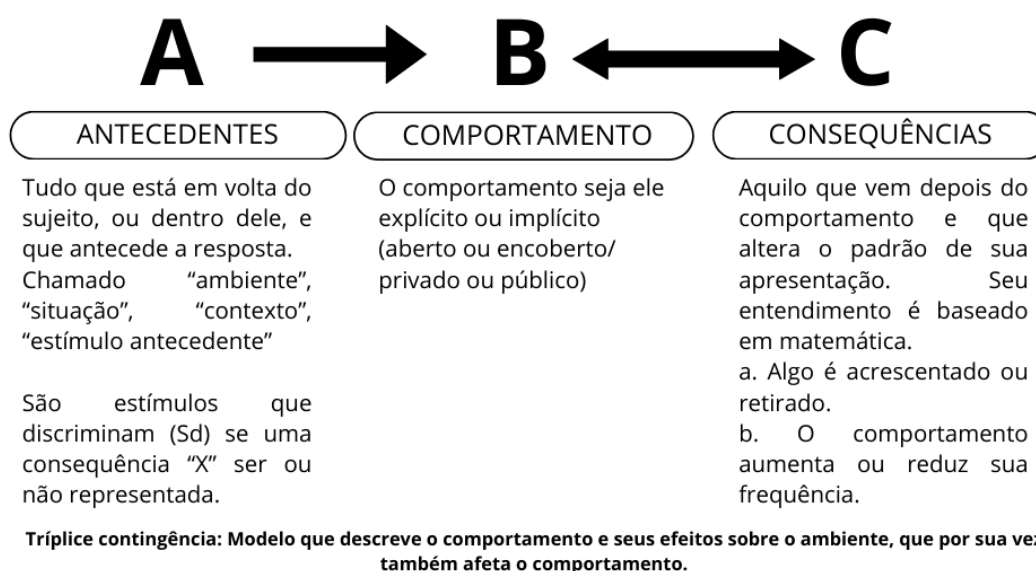 A B C
ANTECEDENTES
Tudo que está em volta do
sujeito, ou dentro dele, e
que antecede a resposta.
Chamado “ambiente”,
“situação”, “contexto”,
“estímulo antecedente”
São estímulos que
discriminam (Sd) se uma
consequência “X” ser ou
não representada.
COMPORTAMENTO
O comportamento seja ele
explícito ou implícito
(aberto ou encoberto/
privado ou público)
CONSEQUÊNCIAS
Aquilo que vem depois do
comportamento e que
altera o padrão de sua
apresentação. Seu
entendimento é baseado
em matemática.
a. Algo é acrescentado ou
retirado.
b. O comportamento
aumenta ou reduz sua
frequência.
Tríplice contingência: Modelo que descreve o comportamento e seus efeitos sobre o ambiente, que por sua vez
também afeta o comportamento.